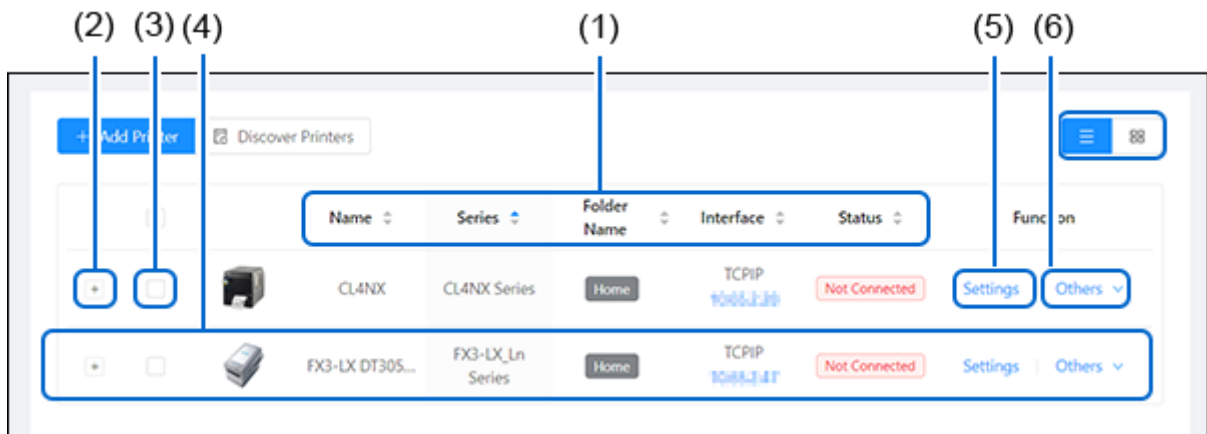 (2) (3) (4) (1) (5) (6)
+ Add Printer Discover Printers
Name Series Folder Name Interface Status Function
+ CL4NX CL4NX Series Home TCPIP Not Connected Settings Others
+ FX3-LX DT305... FX3-LX_Ln Series Home TCPIP Not Connected Settings Others